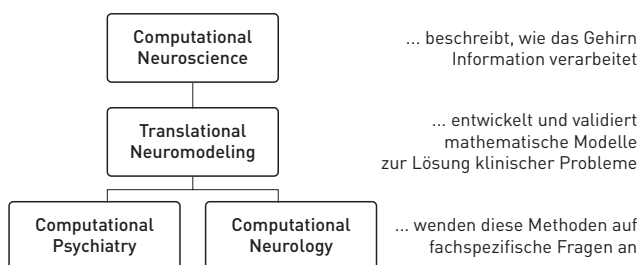 Computational
Neuroscience
... beschreibt, wie das Gehirn
Information verarbeitet
Translational
Neuromodeling
... entwickelt und validiert
mathematische Modelle
zur Lösung klinischer Probleme
Computational
Psychiatry
Computational
Neurology
... wenden diese Methoden auf
fachspezifische Fragen an